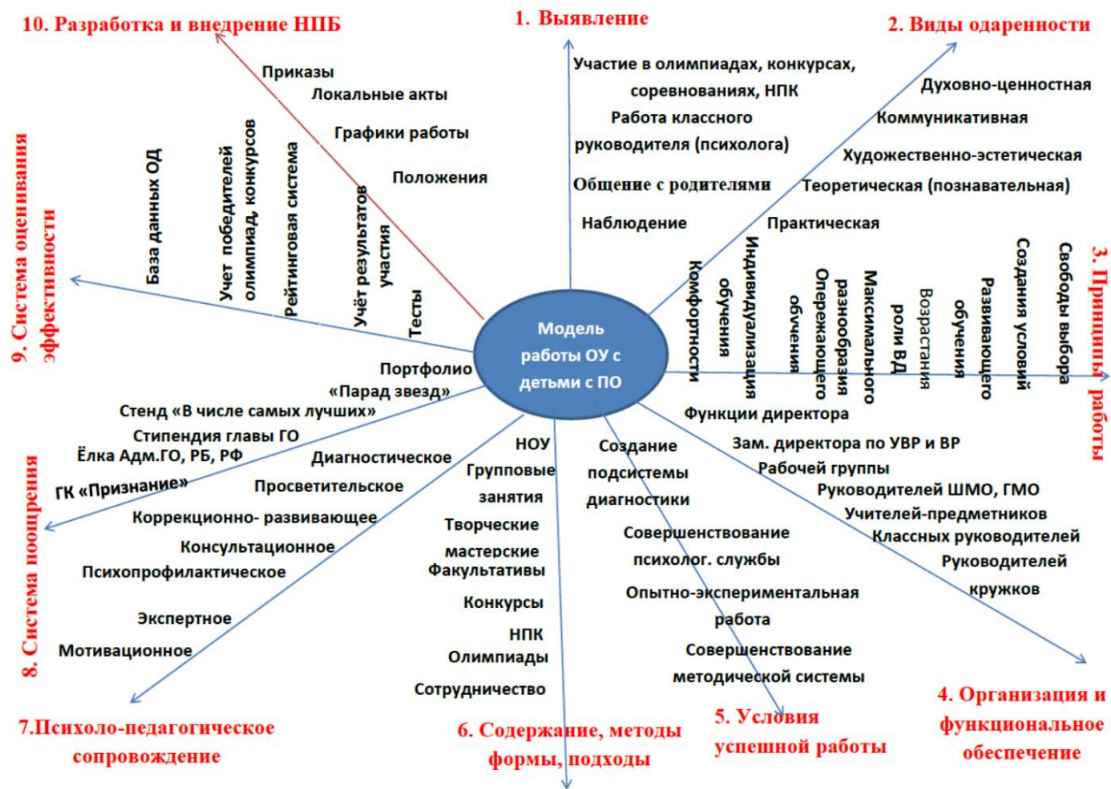 10. Разработка и внедрение НПБ
Приказы
Локальные акты
Графики работы
Положения
1. Выявление
Участие в олимпиадах, конкурсах,
соревнованиях, НПК
Работа классного
руководителя (психолога)
Общение с родителями
Наблюдение
2. Виды одаренности
Духовно-ценностная
Коммуникативная
Художественно-эстетическая
Теоретическая (познавательная)
Практическая
9. Система оценивания
эффективности
База данных ОД
Учет победителей
олимпиад, конкурсов
Рейтинговая система
Учёт результатов
участия
Тесты
Модель
работы ОУ с
детьми с ПО
Комфортности
обучения
Индивидуализация
обучения
Опережающего
разнообразия
Максимального
роли ВД
Возрастания
обучения
Развивающего
Создания условий
Свободы выбора
3. Принципы работы
Портфолио
«Парад звезд»
Стенд «В числе самых лучших»
Стипендия главы ГО
Ёлка Адм.ГО, РБ, РФ
ГК «Признание»
8. Система поощрения
Диагностическое
Просветительское
Коррекционно- развивающее
Консультационное
Психопрофилактическое
Экспертное
Мотивационное
7.Психоло-педагогическое
сопровождение
НОУ
Групповые
занятия
Творческие
мастерские
Факультативы
Конкурсы
НПК
Олимпиады
Сотрудничество
6. Содержание, методы
формы, подходы
Создание
подсистемы
диагностики
Совершенствование
психолог. службы
Опытно-экспериментальная
работа
Совершенствование
методической системы
5. Условия
успешной работы
Функции директора
Зам. директора по УВР и ВР
Рабочей группы
Руководителей ШМО, ГМО
Учителей-предметников
Классных руководителей
Руководителей
кружков
4. Организация и
функциональное
обеспечение